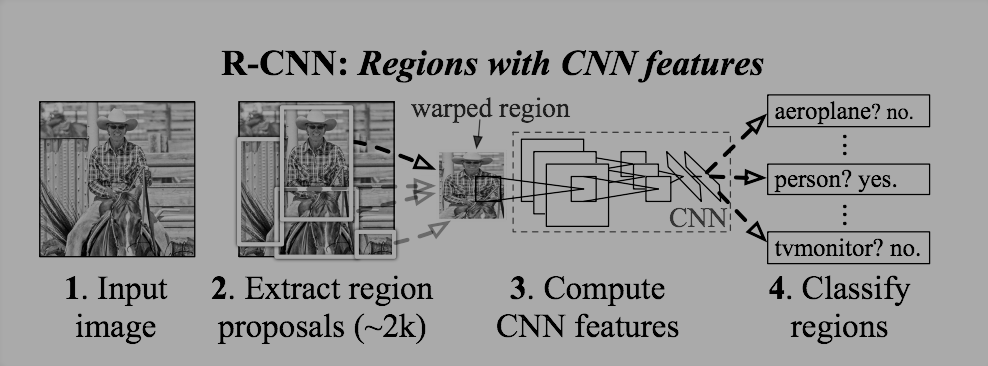 R-CNN: Regions with CNN features
warped region
aeroplane? no.
person? yes.
tvmonitor? no.
CNN
1. Input
image
2. Extract region
proposals (~2k)
3. Compute
CNN features
4. Classify
regions